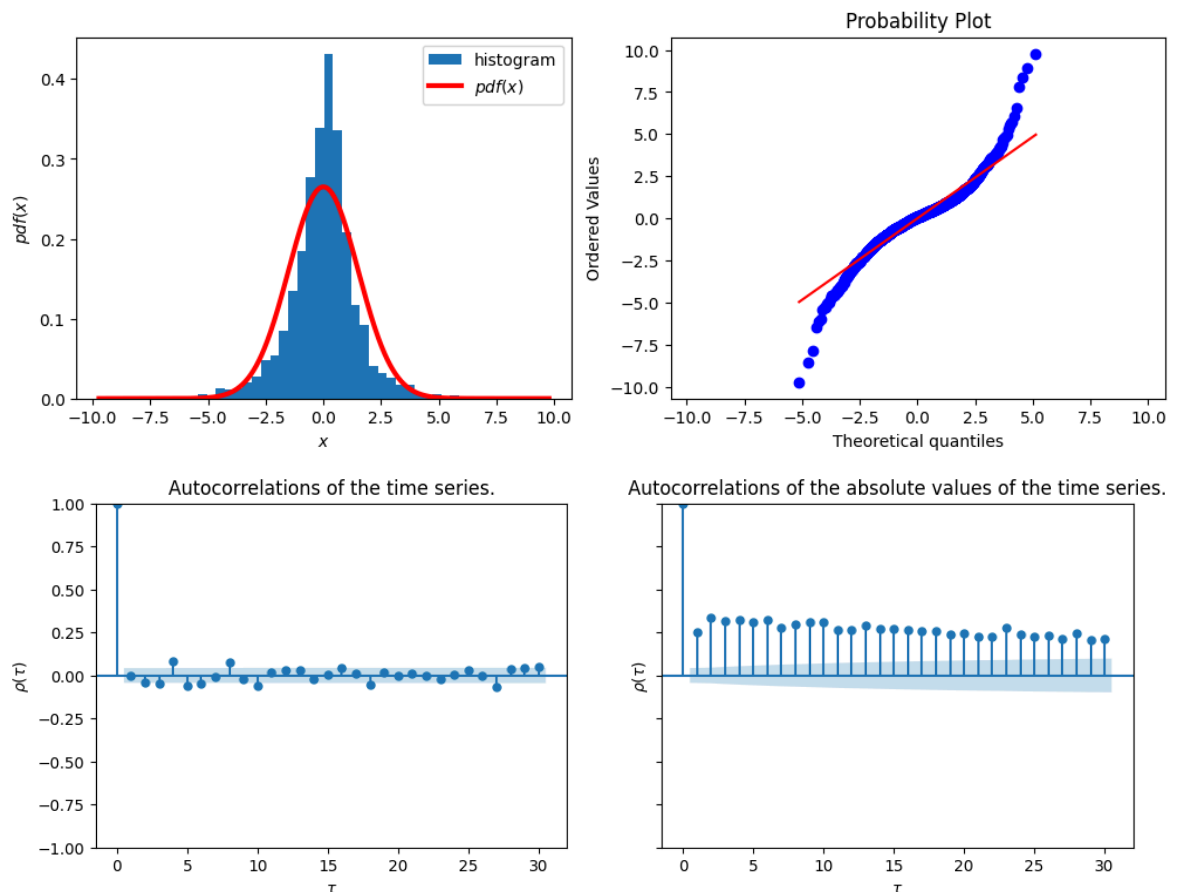 histogram
pdf(x)
0.4
0.3
0.2
0.1
0.0
pdf(x)
−10.0 −7.5 −5.0 −2.5 0.0 2.5 5.0 7.5 10.0
x
Probability Plot
10.0
7.5
5.0
2.5
0.0
−2.5
−5.0
−7.5
−10.0
Ordered Values
−10.0 −7.5 −5.0 −2.5 0.0 2.5 5.0 7.5 10.0
Theoretical quantiles
Autocorrelations of the time series.
1.00
0.75
0.50
0.25
0.00
−0.25
−0.50
−0.75
−1.00
ρ(τ)
0 5 10 15 20 25 30
τ
Autocorrelations of the absolute values of the time series.
ρ(τ)
0 5 10 15 20 25 30
τ